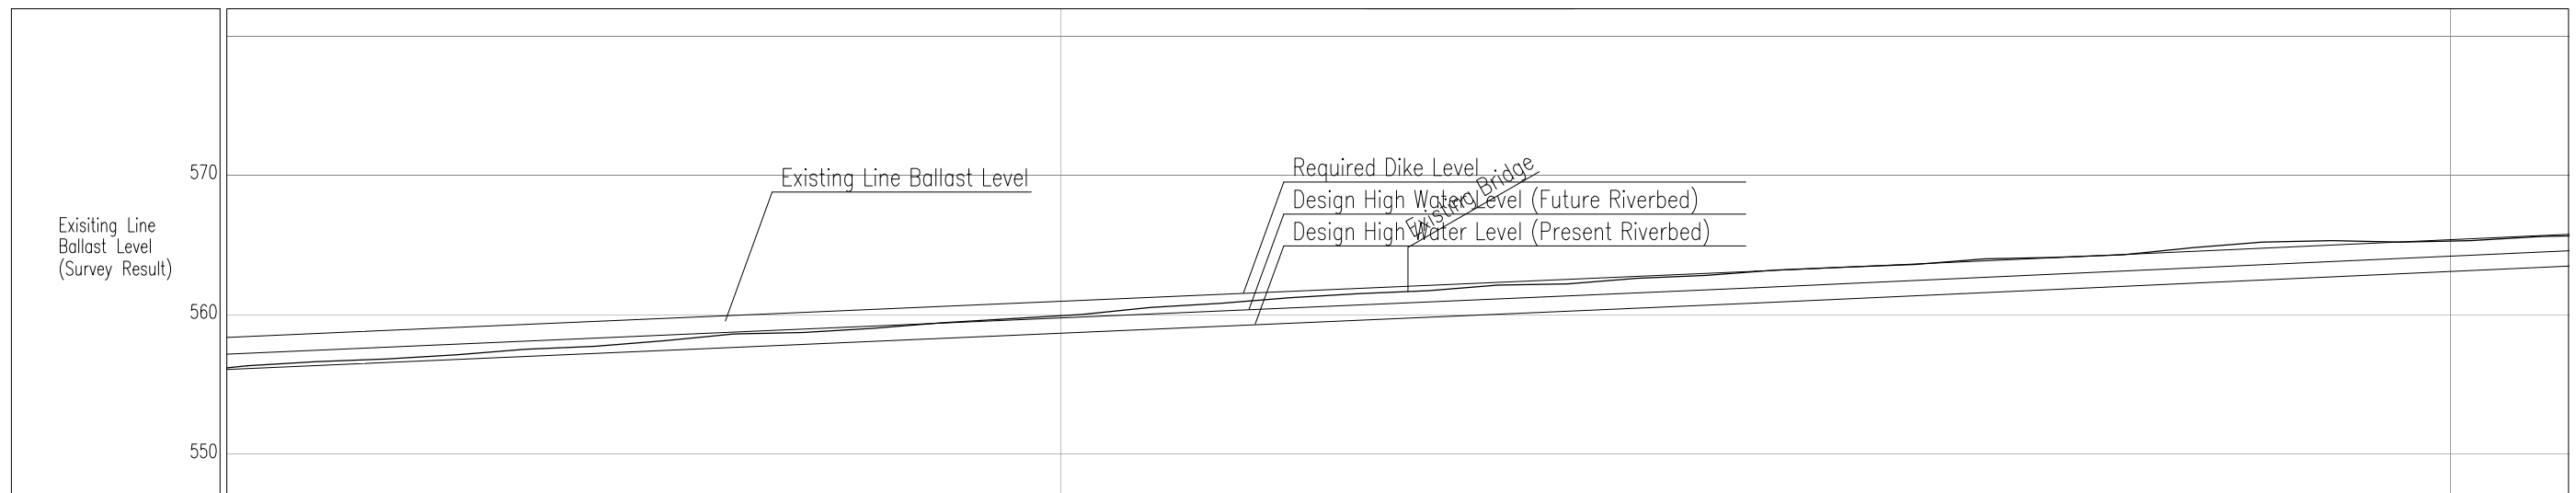 570
Existing Line Ballast Level
Required Dike Level
Existing Bridge
Design High Water Level (Future Riverbed)
Design High Water Level (Present Riverbed)
Exisiting Line
Ballast Level
(Survey Result)
560
550